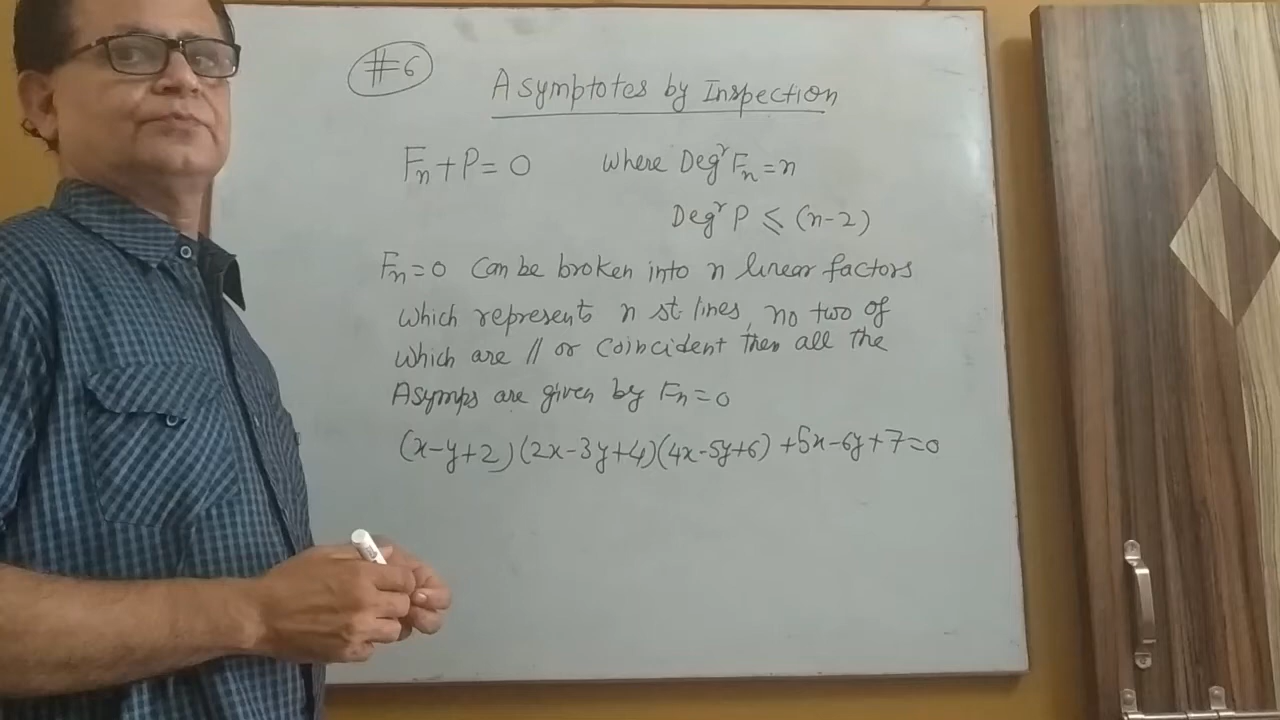 #6
Asymptotes by Inspection
Fₙ+P=0 where Degʳ Fₙ=n
Degʳ P ⩽ (n-2)
Fₙ=0 Can be broken into n linear factors
which represents n st. lines, no two of
which are // or Coincident then all the
Asymps are given by Fₙ=0
(x-y+2)(2x-3y+4)(4x-5y+6)+5x-6y+7=0